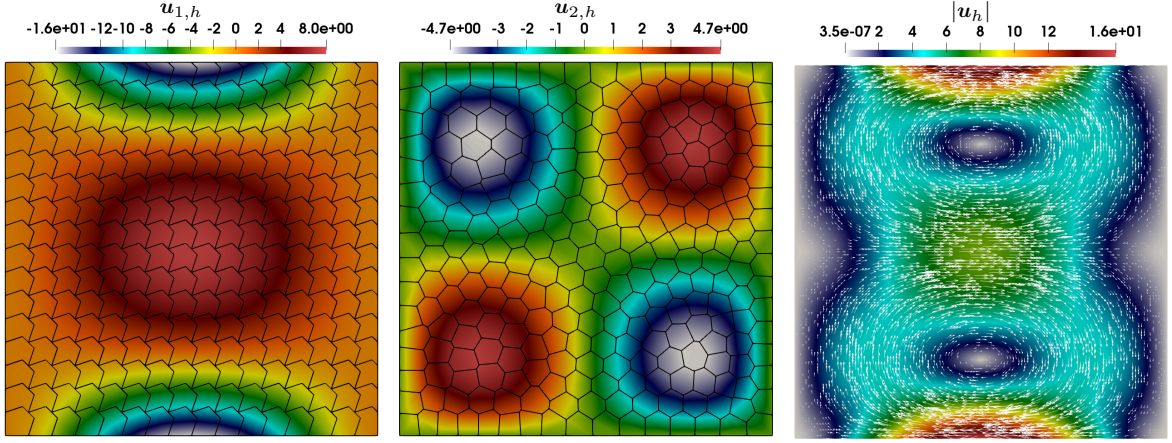 u1,h
-1.6e+01 -12 -10 -8 -6 -4 -2 0 2 4 8.0e+00
u2,h
-4.7e+00 -3 -2 -1 0 1 2 3 4.7e+00
|uh|
3.5e-07 2 4 6 8 10 12 1.6e+01